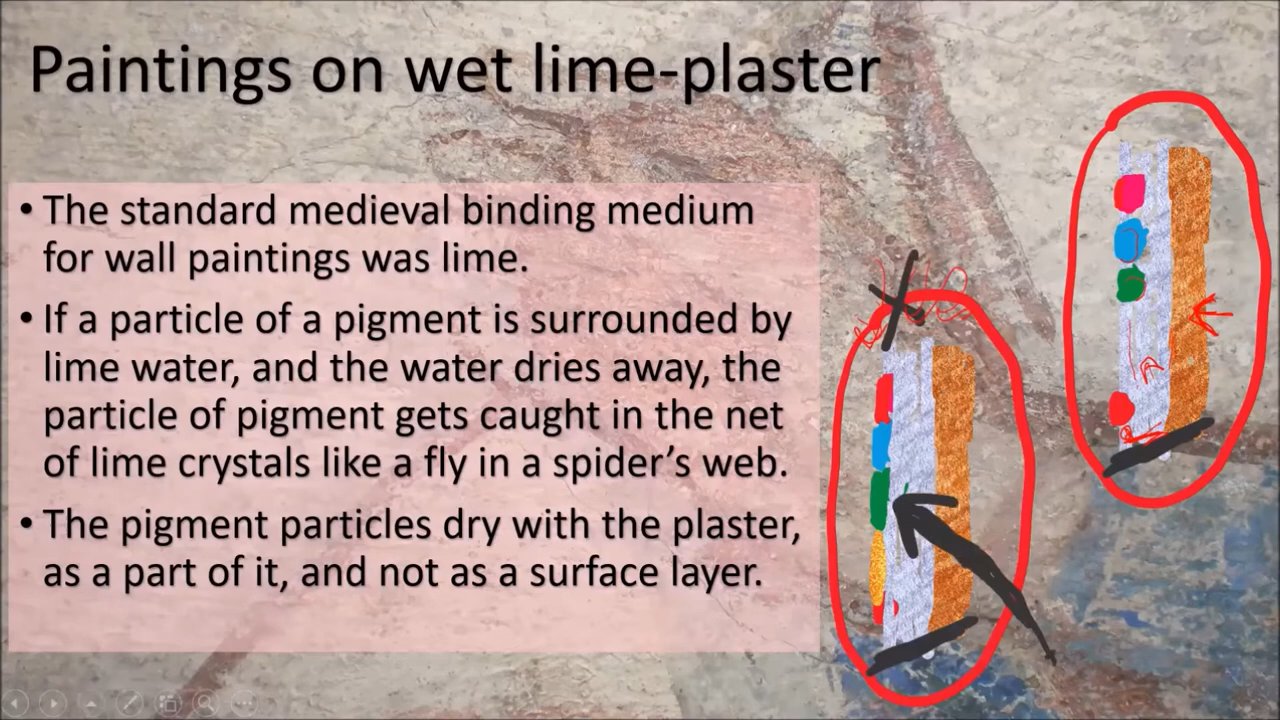 Paintings on wet lime-plaster
• The standard medieval binding medium
for wall paintings was lime.
• If a particle of a pigment is surrounded by
lime water, and the water dries away, the
particle of pigment gets caught in the net
of lime crystals like a fly in a spider’s web.
• The pigment particles dry with the plaster,
as a part of it, and not as a surface layer.